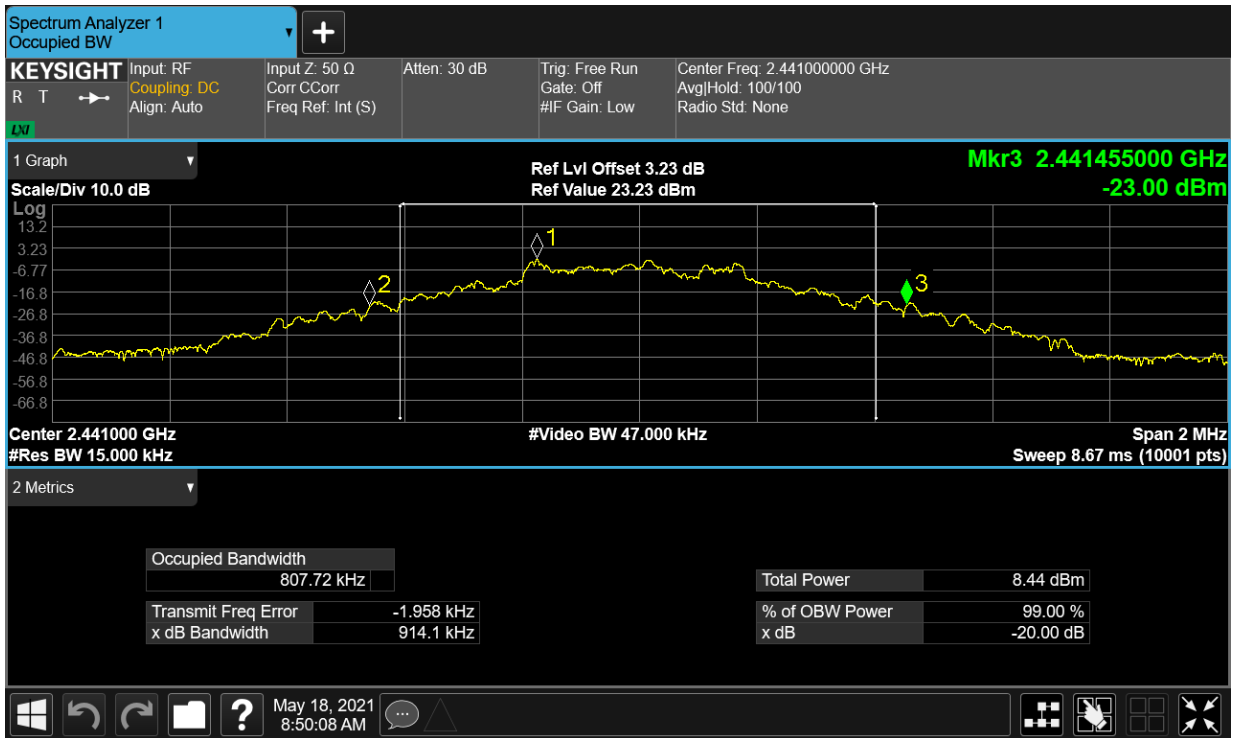 Spectrum Analyzer 1
Occupied BW
+
KEYSIGHT
R T
LXI
Input: RF
Coupling: DC
Align: Auto
Input Z: 50 Ω
Corr CCorr
Freq Ref: Int (S)
Atten: 30 dB
Trig: Free Run
Gate: Off
#IF Gain: Low
Center Freq: 2.441000000 GHz
Avg|Hold: 100/100
Radio Std: None
1 Graph
Ref Lvl Offset 3.23 dB
Mkr3 2.441455000 GHz
Scale/Div 10.0 dB
Ref Value 23.23 dBm
-23.00 dBm
Log
13.2
3.23
-6.77
-16.8
-26.8
-36.8
-46.8
-56.8
-66.8
1
2
3
Center 2.441000 GHz
#Video BW 47.000 kHz
Span 2 MHz
#Res BW 15.000 kHz
Sweep 8.67 ms (10001 pts)
2 Metrics
Occupied Bandwidth
807.72 kHz
Total Power 8.44 dBm
Transmit Freq Error -1.958 kHz
% of OBW Power 99.00 %
x dB Bandwidth 914.1 kHz
x dB -20.00 dB
?
May 18, 2021
8:50:08 AM